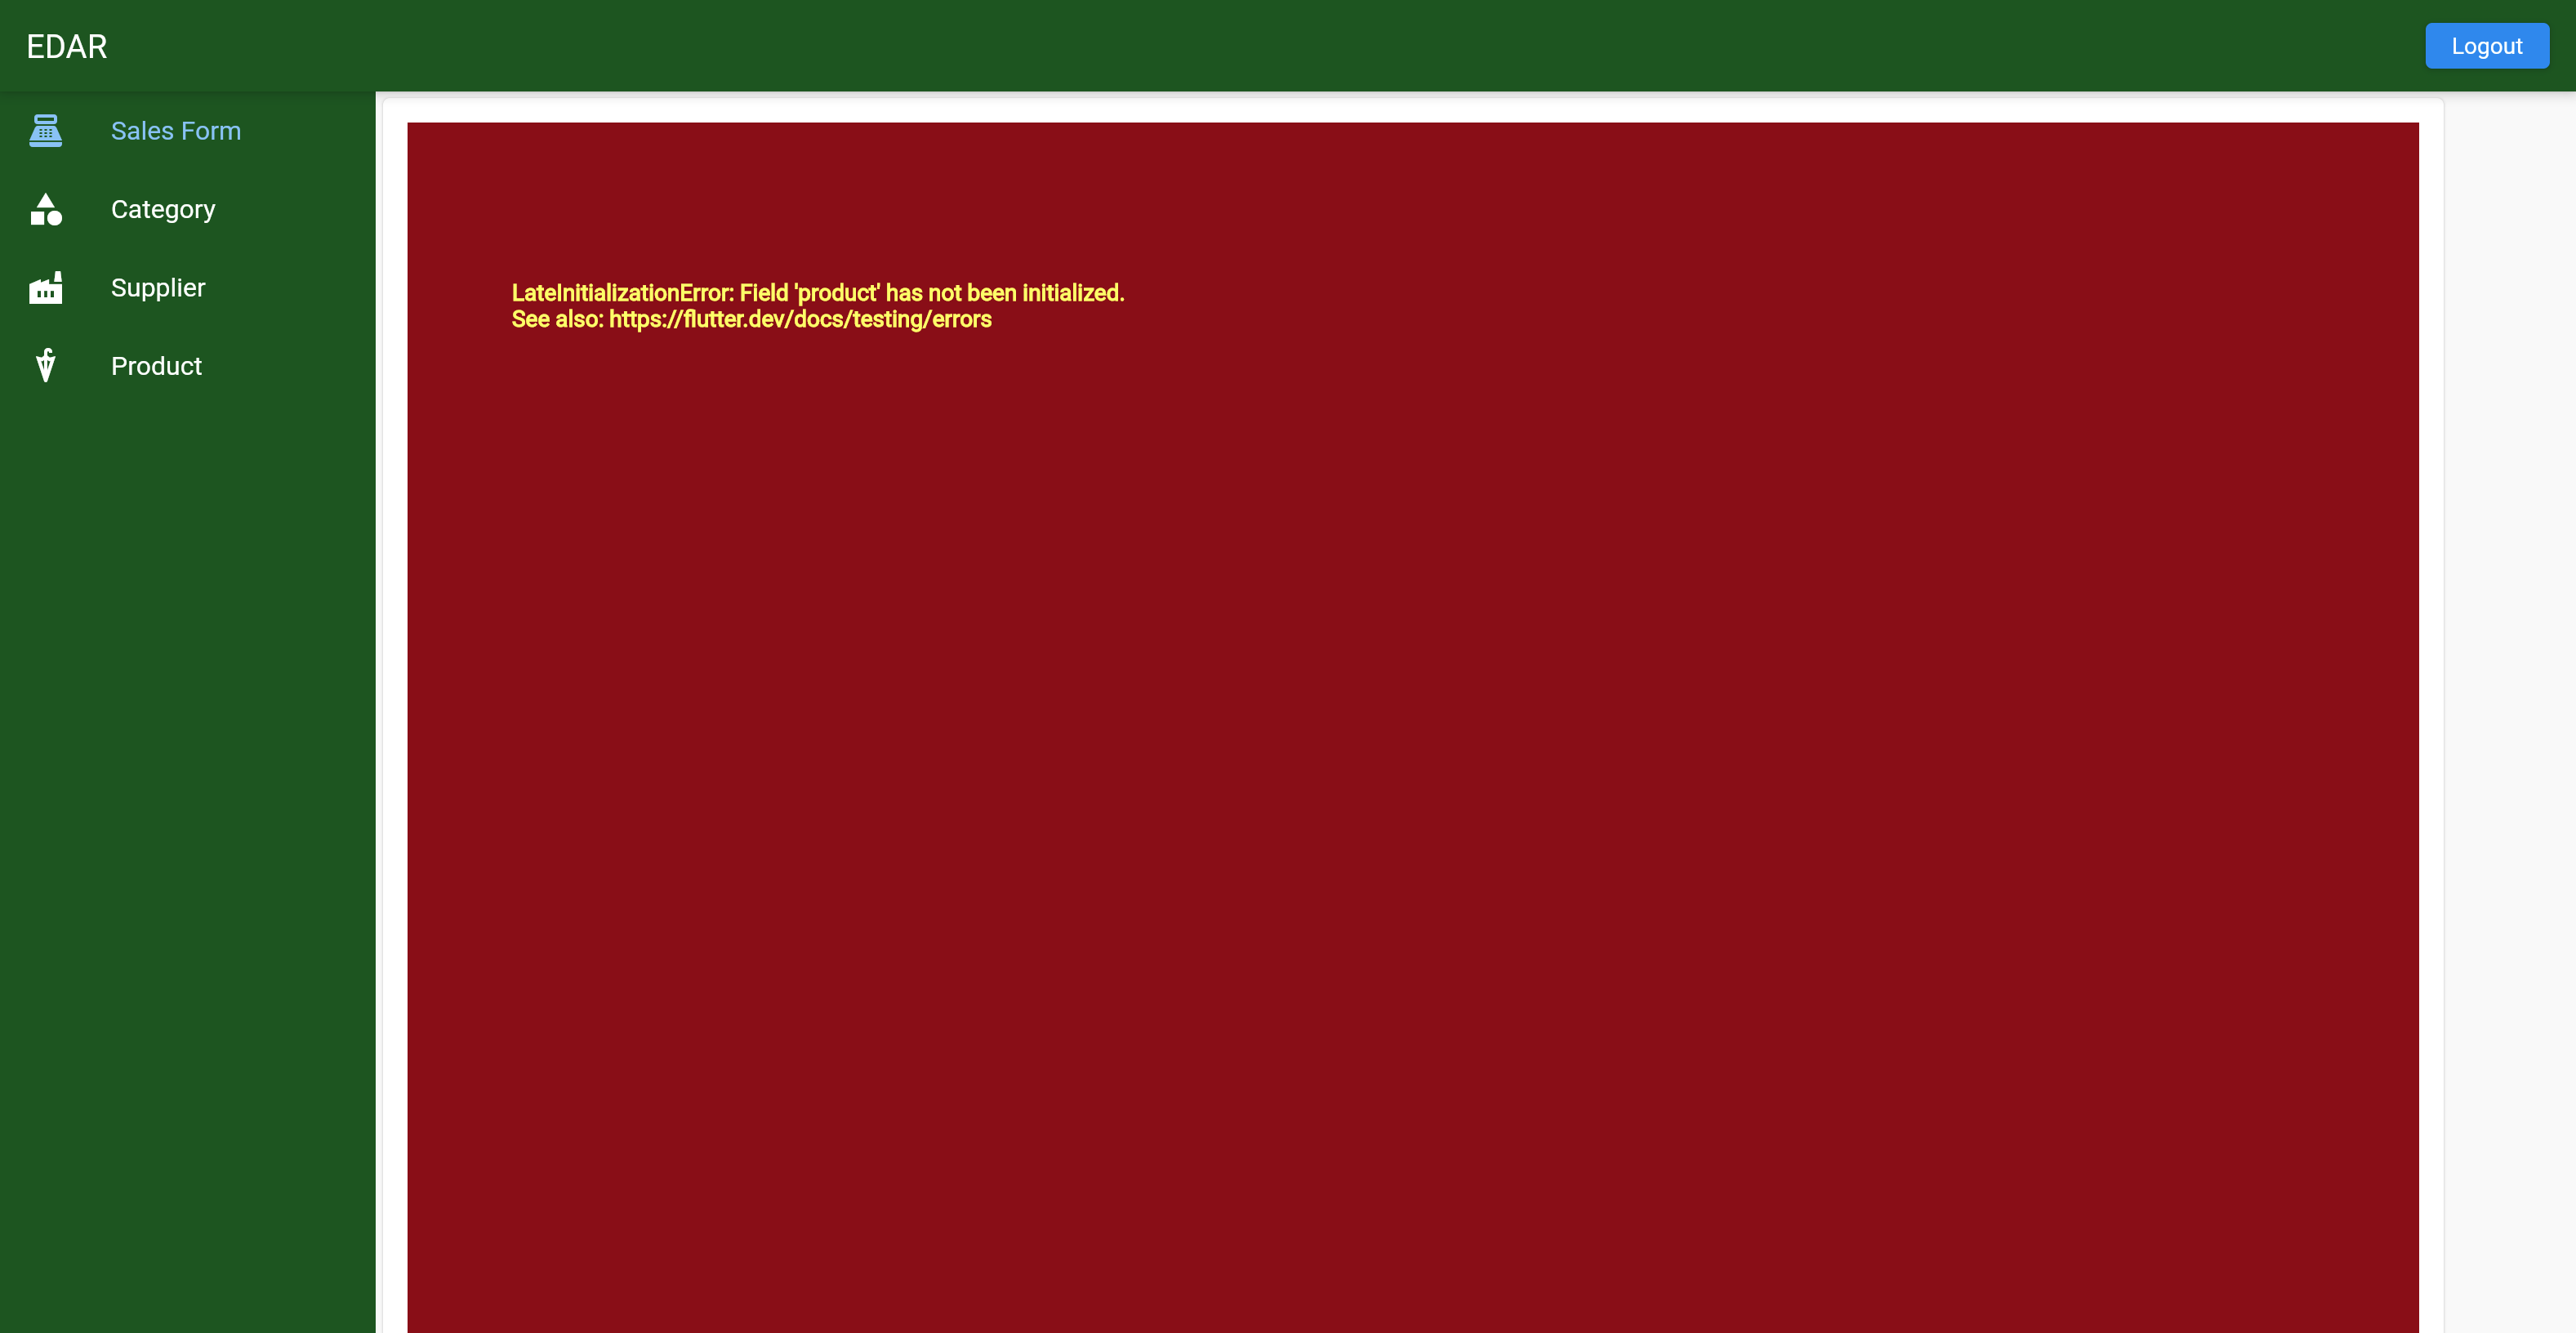 EDAR
Logout
Sales Form
Category
Supplier
Product
LateInitializationError: Field 'product' has not been initialized.
See also: https://flutter.dev/docs/testing/errors